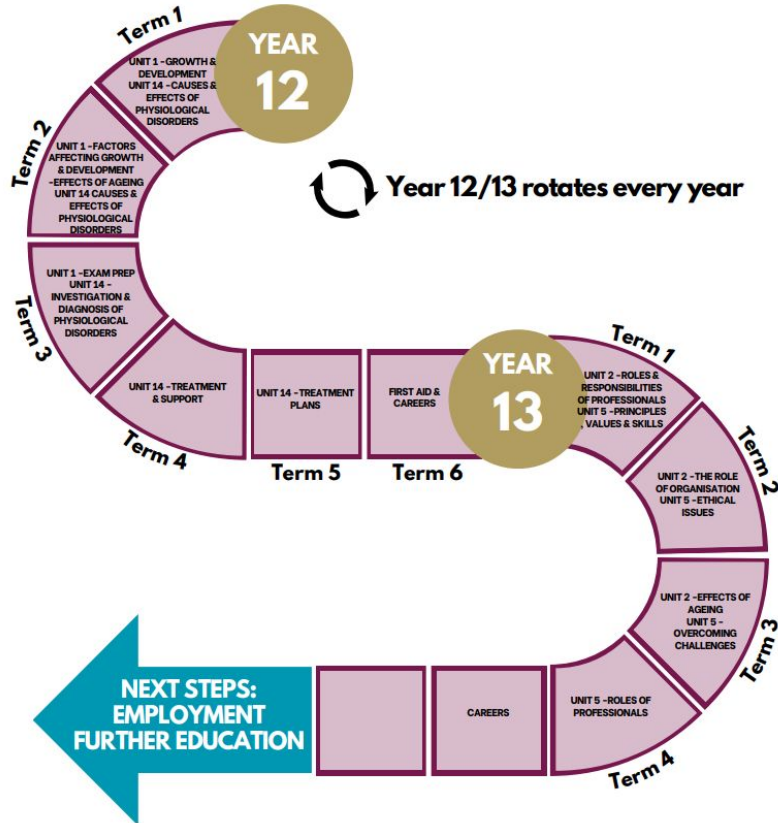 Term 1
YEAR
12
UNIT 1 -GROWTH &
DEVELOPMENT
UNIT 14 -CAUSES &
EFFECTS OF
PHYSIOLOGICAL
DISORDERS
Term 2
UNIT 1 -FACTORS
AFFECTING GROWTH
& DEVELOPMENT
-EFFECTS OF AGEING
UNIT 14 CAUSES &
EFFECTS OF
PHYSIOLOGICAL
DISORDERS
Year 12/13 rotates every year
Term 3
UNIT 1 -EXAM PREP
UNIT 14 -
INVESTIGATION &
DIAGNOSIS OF
PHYSIOLOGICAL
DISORDERS
Term 4
UNIT 14 -TREATMENT
& SUPPORT
UNIT 14 -TREATMENT
PLANS
Term 5
FIRST AID &
CAREERS
Term 6
YEAR
13
Term 1
UNIT 2 -ROLES &
RESPONSIBILITIES
OF PROFESSIONALS
UNIT 5 -PRINCIPLES
, VALUES & SKILLS
Term 2
UNIT 2 -THE ROLE
OF ORGANISATION
UNIT 5 -ETHICAL
ISSUES
Term 3
UNIT 2 -EFFECTS OF
AGEING
UNIT 5 -
OVERCOMING
CHALLENGES
Term 4
UNIT 5 -ROLES OF
PROFESSIONALS
CAREERS
NEXT STEPS:
EMPLOYMENT
FURTHER EDUCATION